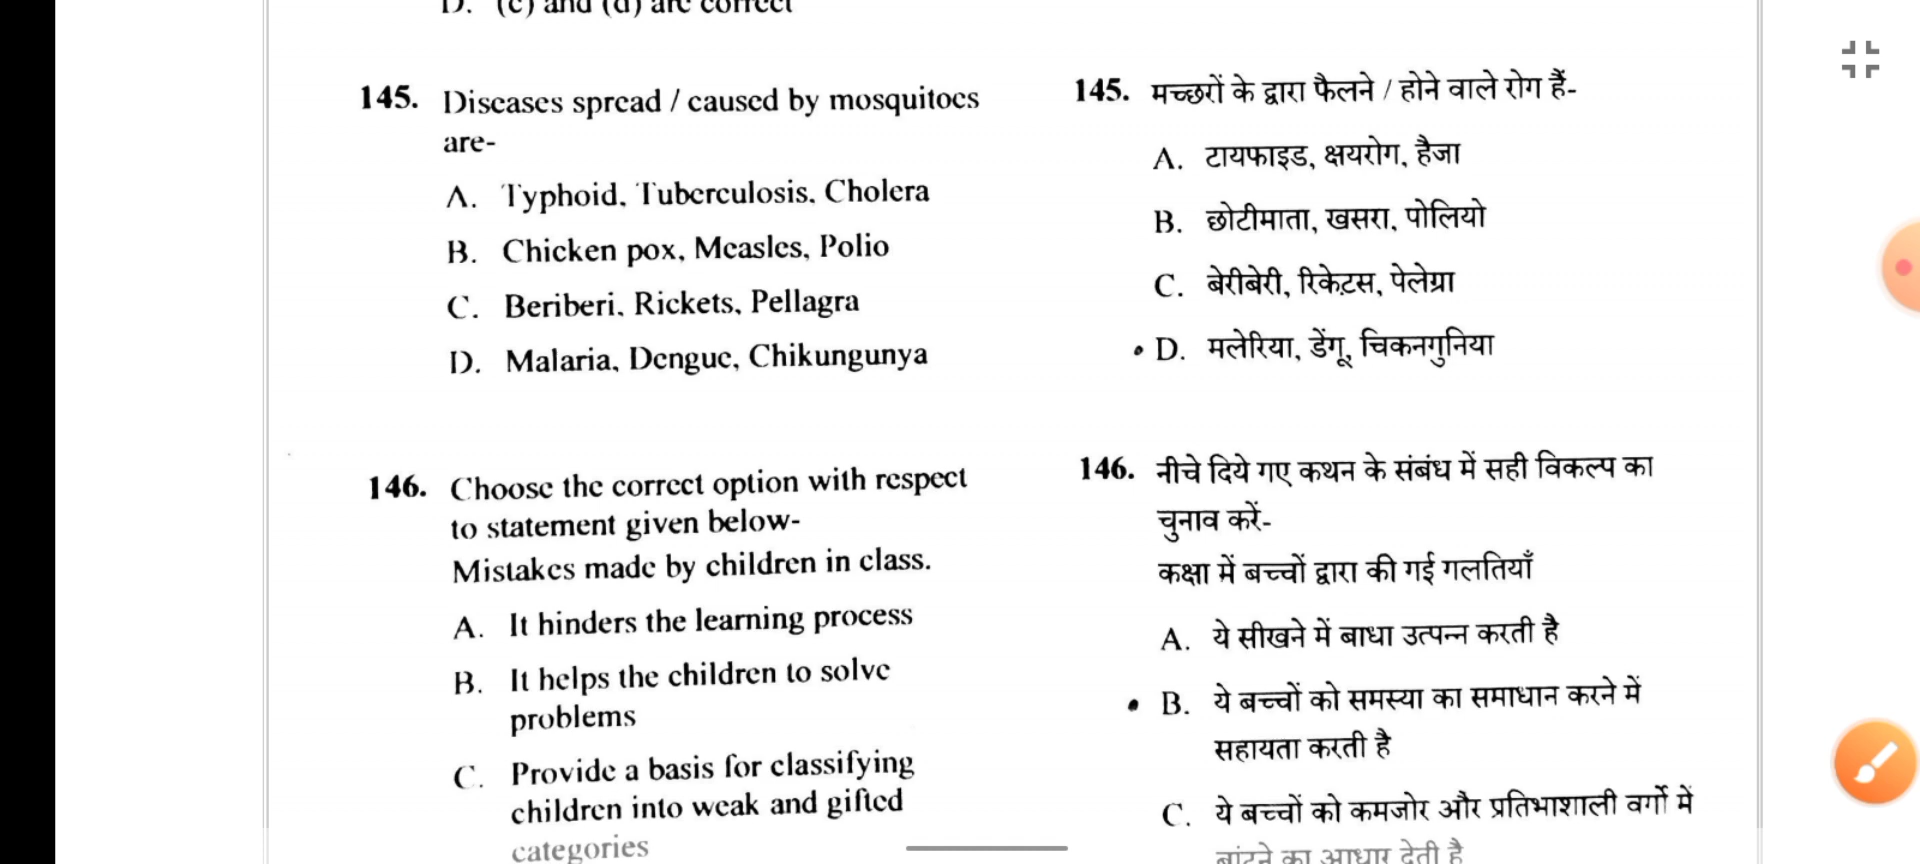 D. (c) and (d) are correct
145. Diseases spread / caused by mosquitoes
are-
A. Typhoid, Tuberculosis, Cholera
B. Chicken pox, Measles, Polio
C. Beriberi, Rickets, Pellagra
D. Malaria, Dengue, Chikungunya
146. Choose the correct option with respect
to statement given below-
Mistakes made by children in class.
A. It hinders the learning process
B. It helps the children to solve
problems
C. Provide a basis for classifying
children into weak and gifted
categories
145. मच्छरों के द्वारा फैलने / होने वाले रोग हैं-
A. टायफाइड, क्षयरोग, हैजा
B. छोटीमाता, खसरा, पोलियो
C. बेरीबेरी, रिकेट्स, पेलेग्रा
• D. मलेरिया, डेंगू, चिकनगुनिया
146. नीचे दिये गए कथन के संबंध में सही विकल्प का
चुनाव करें-
कक्षा में बच्चों द्वारा की गई गलतियाँ
A. ये सीखने में बाधा उत्पन्न करती है
• B. ये बच्चों को समस्या का समाधान करने में
सहायता करती है
C. ये बच्चों को कमजोर और प्रतिभाशाली वर्गों में
बांटने का आधार देती है